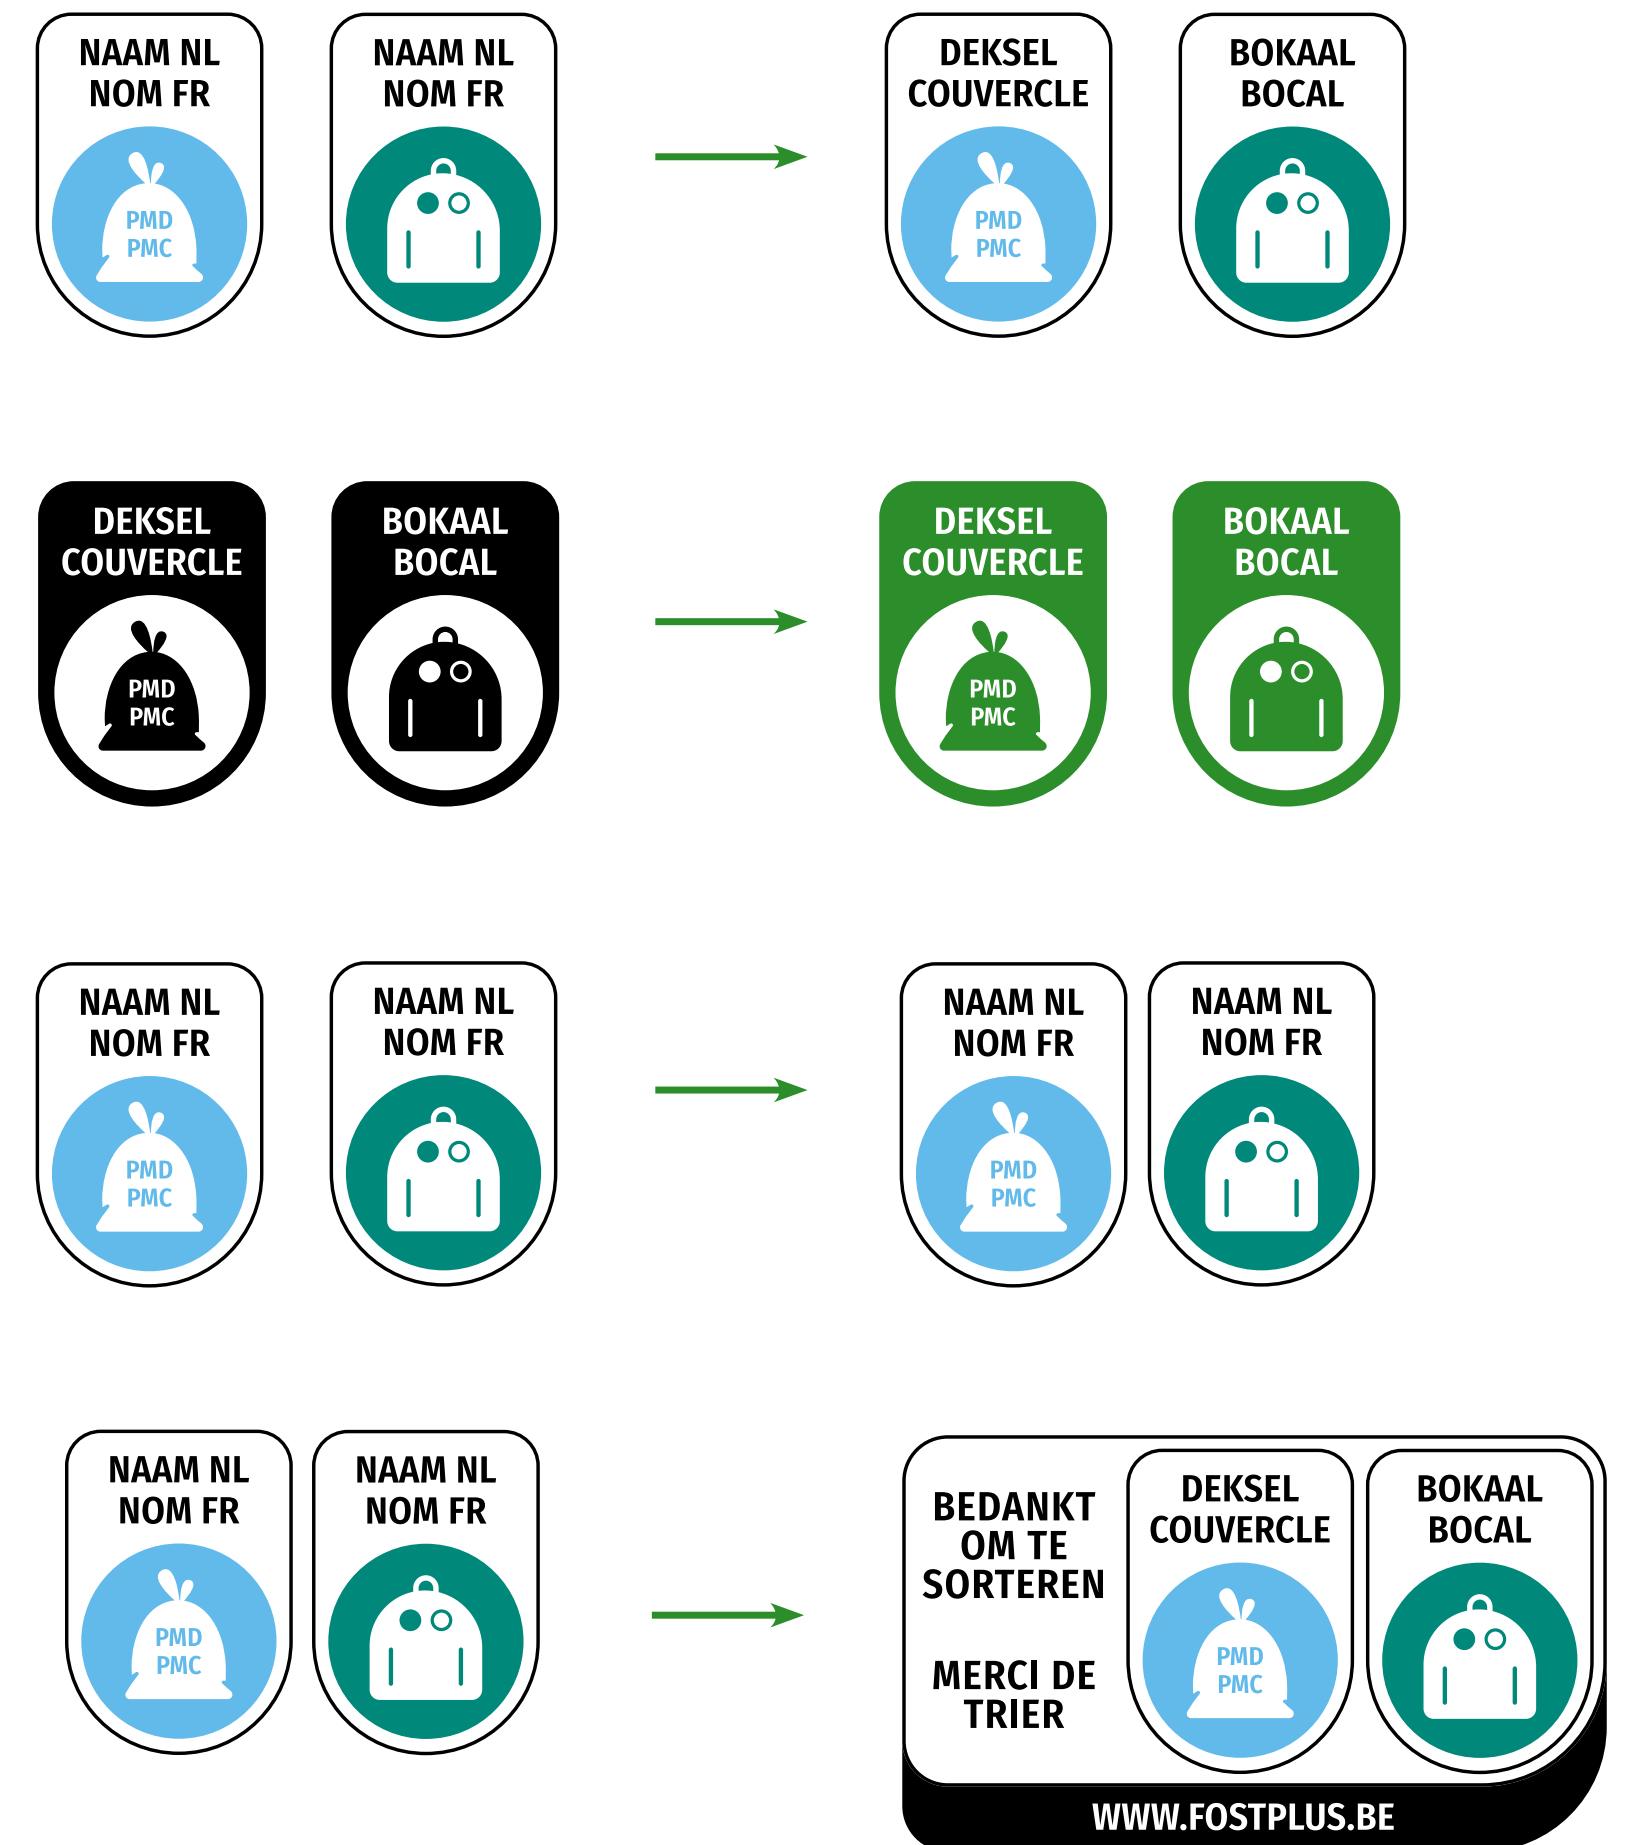 NAAM NL
NOM FR
PMD
PMC
NAAM NL
NOM FR
DEKSEL
COUVERCLE
PMD
PMC
BOKAAL
BOCAL
DEKSEL
COUVERCLE
PMD
PMC
BOKAAL
BOCAL
DEKSEL
COUVERCLE
PMD
PMC
BOKAAL
BOCAL
NAAM NL
NOM FR
PMD
PMC
NAAM NL
NOM FR
NAAM NL
NOM FR
PMD
PMC
NAAM NL
NOM FR
NAAM NL
NOM FR
PMD
PMC
NAAM NL
NOM FR
BEDANKT
OM TE
SORTEREN
MERCI DE
TRIER
DEKSEL
COUVERCLE
PMD
PMC
BOKAAL
BOCAL
WWW.FOSTPLUS.BE